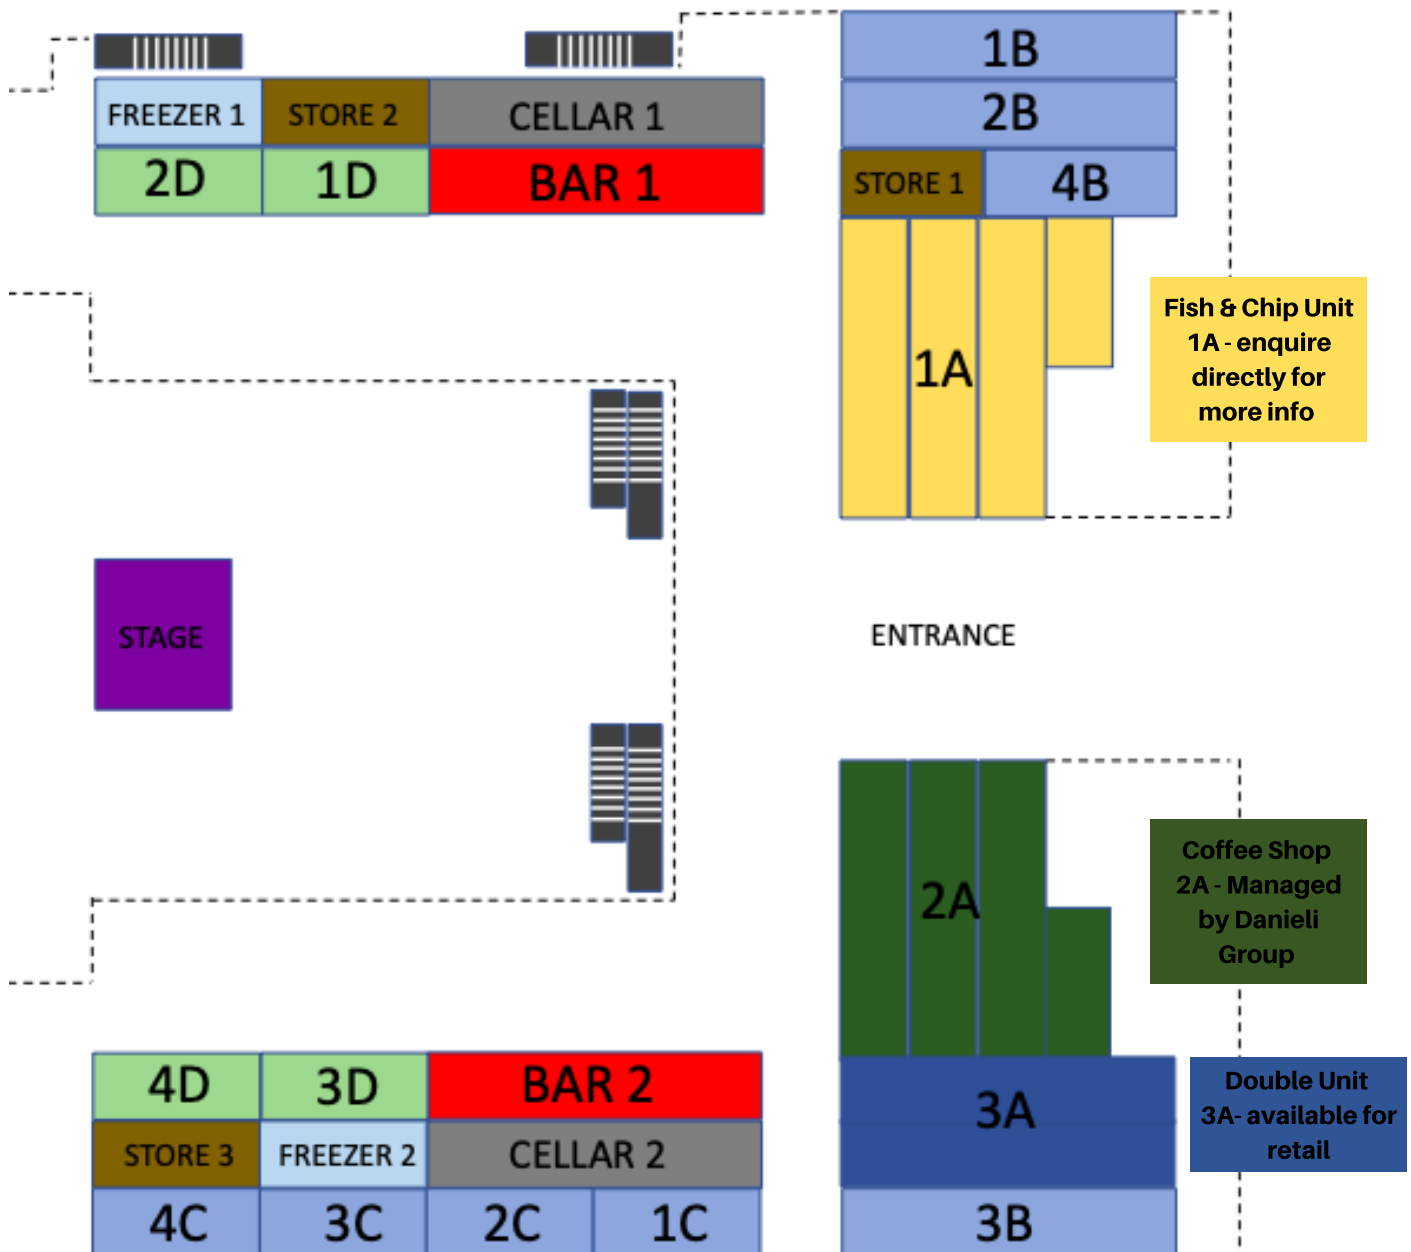 1B
FREEZER 1
STORE 2
CELLAR 1
2B
2D
1D
BAR 1
STORE 1
4B
1A
Fish & Chip Unit
1A - enquire
directly for
more info
STAGE
ENTRANCE
2A
Coffee Shop
2A - Managed
by Danieli
Group
4D
3D
BAR 2
3A
Double Unit
3A- available for
retail
STORE 3
FREEZER 2
CELLAR 2
4C
3C
2C
1C
3B